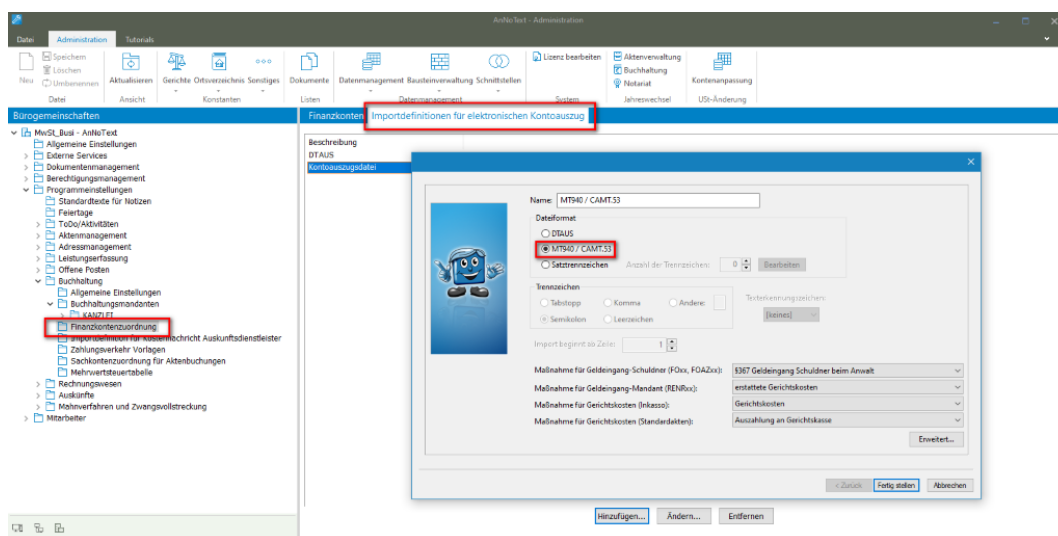 AnNoText - Administration
Datei Administration Tutorials
Neu
Speichern
Löschen
Umbenennen
Aktualisieren
Gerichte Ortsverzeichnis Sonstiges
Dokumente
Datenmanagement Bausteinverwaltung Schnittstellen
Lizenz bearbeiten
Aktenverwaltung
Buchhaltung
Notariat
Kontenanpassung
Datei Ansicht Konstanten Listen Datenmanagement System Jahreswechsel USt-Änderung
Bürogemeinschaften
Finanzkonten Importdefinitionen für elektronischen Kontoauszug
MwSt_Busi - AnNoText
Allgemeine Einstellungen
Externe Services
Dokumentenmanagement
Berechtigungsmanagement
Programmeinstellungen
Standardtexte für Notizen
Feiertage
ToDo/Aktivitäten
Aktenmanagement
Adressmanagement
Leistungserfassung
Offene Posten
Buchhaltung
Allgemeine Einstellungen
Buchhaltungsmandanten
KANZLEI
Finanzkontenzuordnung
Importdefinition für Kostennachricht Auskunftsdienstleister
Zahlungsverkehr Vorlagen
Sachkontenzuordnung für Aktenbuchungen
Mehrwertsteuertabelle
Rechnungswesen
Auskünfte
Mahnverfahren und Zwangsvollstreckung
Mitarbeiter
Beschreibung
DTAUS
Kontoauszugsdatei
Name: MT940 / CAMT.53
Dateiformat
DTAUS
MT940 / CAMT.53
Satztrennzeichen Anzahl der Trennzeichen: 0 Bearbeiten
Trennzeichen
Tabstopp Komma Andere:
Semikolon Leerzeichen
Texterkennungszeichen:
[keines]
Import beginnt ab Zeile: 1
Maßnahme für Geldeingang-Schuldner (FOxx, FOAZxx): §367 Geldeingang Schuldner beim Anwalt
Maßnahme für Geldeingang-Mandant (RENRxx): erstattete Gerichtskosten
Maßnahme für Gerichtskosten (Inkasso): Gerichtskosten
Maßnahme für Gerichtskosten (Standardakten): Auszahlung an Gerichtskasse
Erweitert...
< Zurück Fertig stellen Abbrechen
Hinzufügen... Ändern... Entfernen